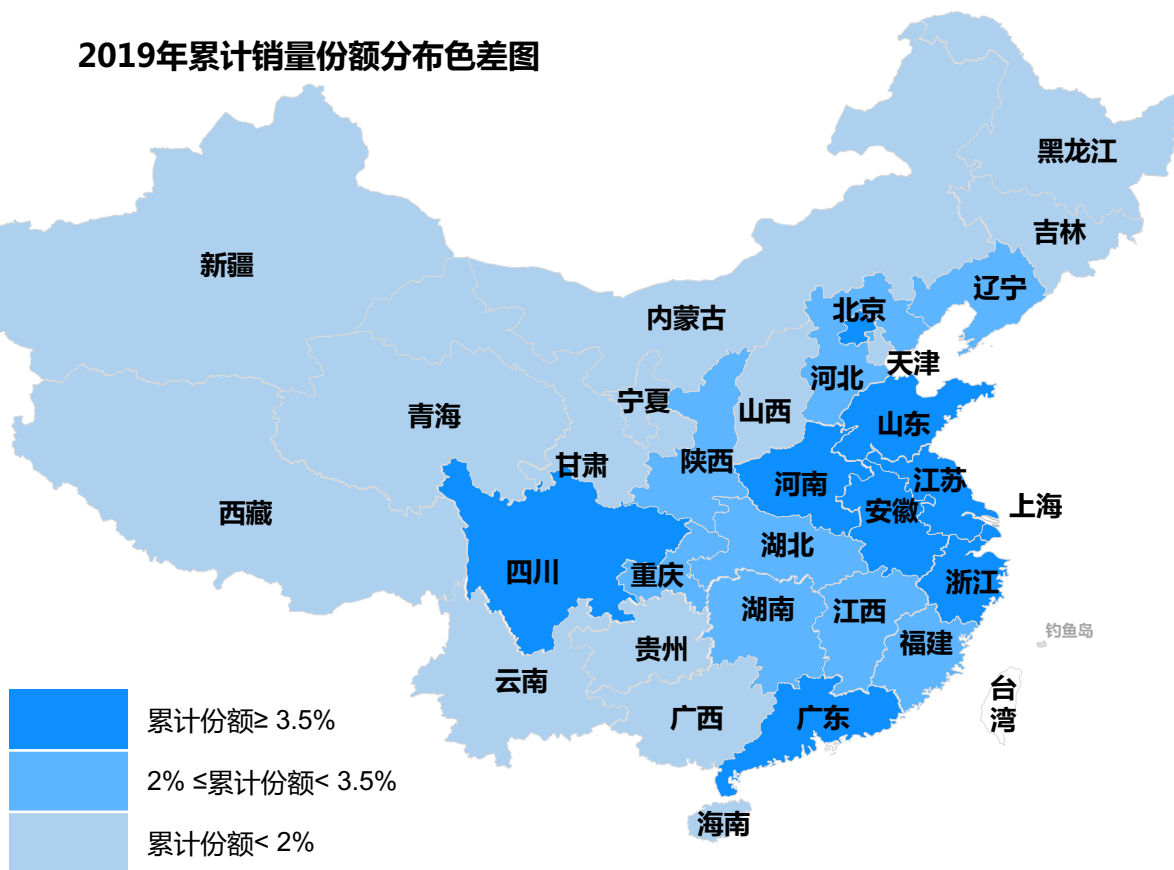 2019年累计销量份额分布色差图
黑龙江
吉林
新疆
辽宁
北京
内蒙古
天津
河北
宁夏
山西
青海
山东
陕西
甘肃
河南
江苏
上海
西藏
安徽
湖北
四川
重庆
浙江
湖南
江西
钓鱼岛
福建
贵州
云南
台
湾
广西
广东
海南
累计份额≥ 3.5%
2% ≤累计份额< 3.5%
累计份额< 2%